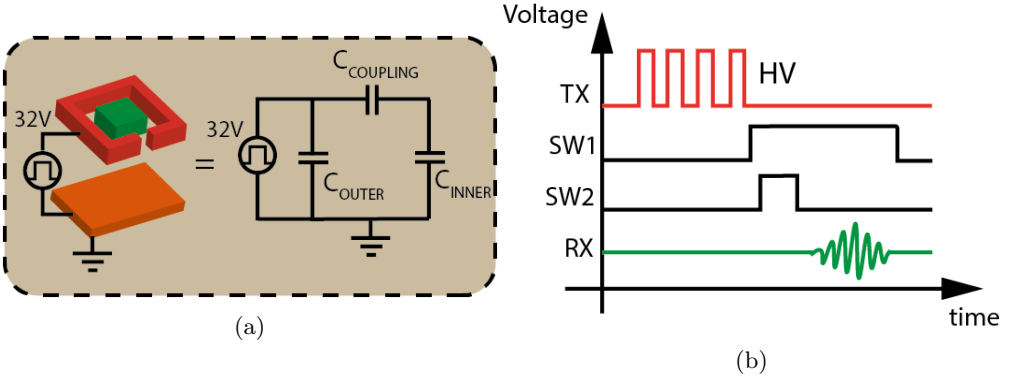 32V
=
32V
C COUPLING
C OUTER
C INNER
(a)
Voltage
TX
HV
SW1
SW2
RX
time
(b)